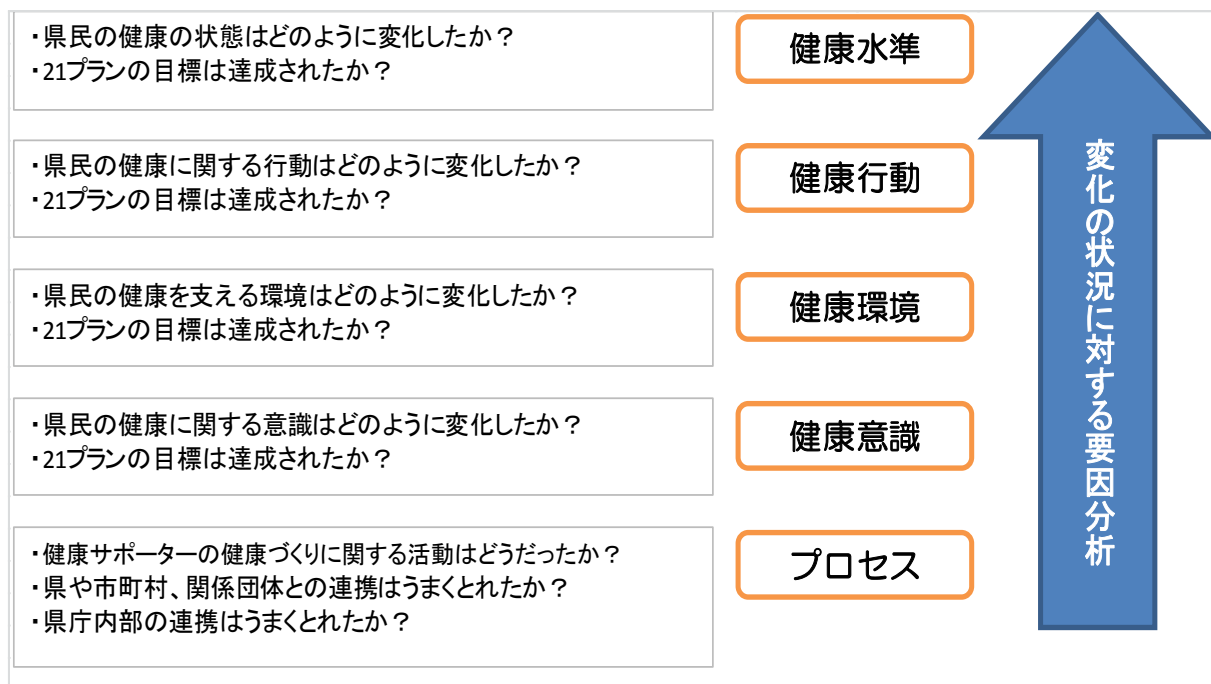 ・県民の健康の状態はどのように変化したか？
・21プランの目標は達成されたか？
健康水準
・県民の健康に関する行動はどのように変化したか？
・21プランの目標は達成されたか？
健康行動
・県民の健康を支える環境はどのように変化したか？
・21プランの目標は達成されたか？
健康環境
・県民の健康に関する意識はどのように変化したか？
・21プランの目標は達成されたか？
健康意識
・健康サポーターの健康づくりに関する活動はどうだったか？
・県や市町村、関係団体との連携はうまくとれたか？
・県庁内部の連携はうまくとれたか？
プロセス
変化の状況に対する要因分析